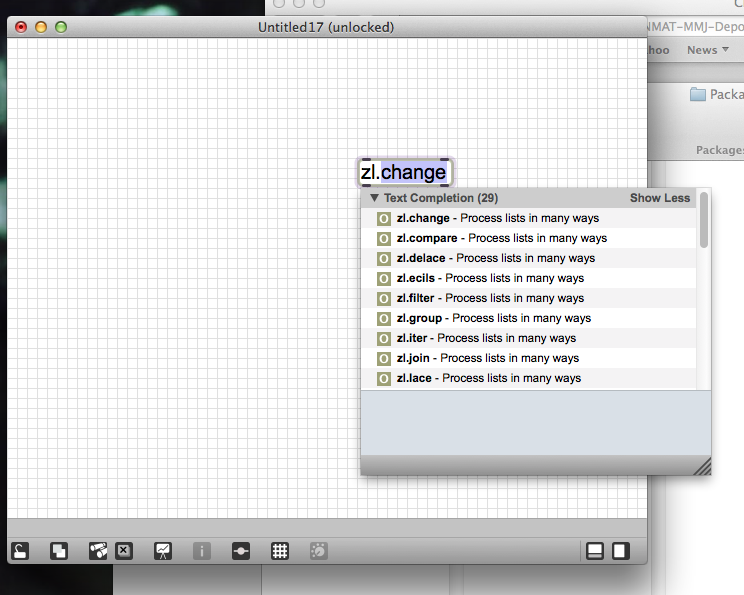 Untitled17 (unlocked)
NMAT-MMJ-Depo
hoo
News
Packa
Packages
zl.change
Text Completion (29)
Show Less
zl.change - Process lists in many ways
zl.compare - Process lists in many ways
zl.delace - Process lists in many ways
zl.ecils - Process lists in many ways
zl.filter - Process lists in many ways
zl.group - Process lists in many ways
zl.iter - Process lists in many ways
zl.join - Process lists in many ways
zl.lace - Process lists in many ways